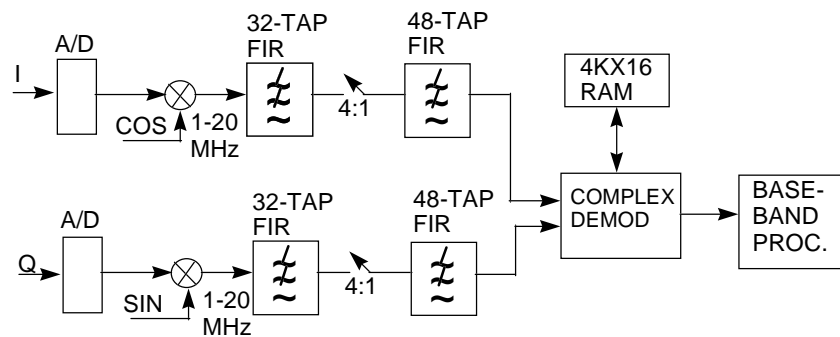 32-TAP
FIR
48-TAP
FIR
A/D
I
COS
1-20
MHz
4:1
4KX16
RAM
32-TAP
FIR
48-TAP
FIR
A/D
Q
SIN
1-20
MHz
4:1
COMPLEX
DEMOD
BASE-
BAND
PROC.